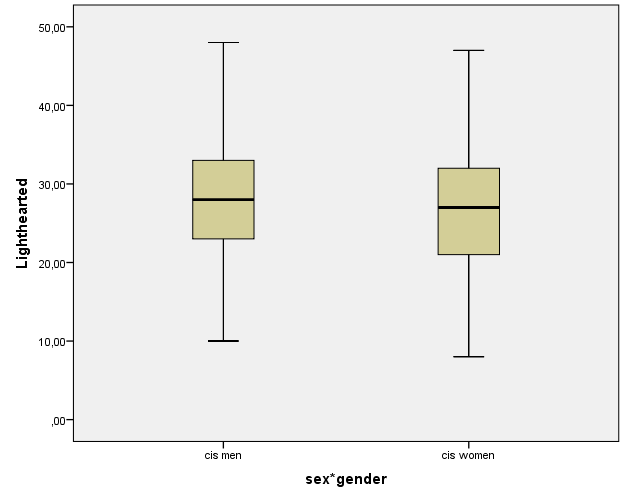 50,00
40,00
30,00
20,00
10,00
,00
Lighthearted
cis men
cis women
sex*gender